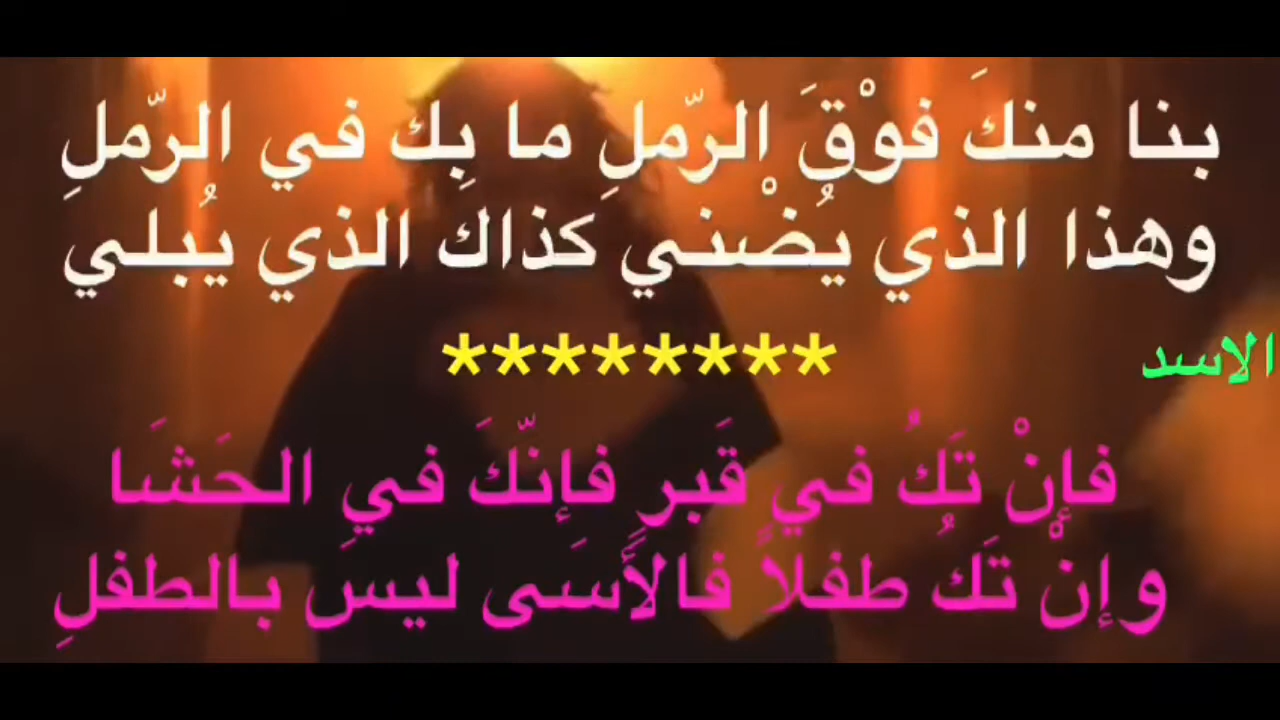 بنا منكَ فوْقَ الرّملِ ما بِك في الرّملِ
وهذا الذي يُضْني كذاك الذي يُبلي
********
الاسد
فإنْ تَكُ في قَبرٍ فإنّكَ في الحَشَا
وإنْ تَكُ طفلاً فالأَسَى ليسَ بالطفلِ